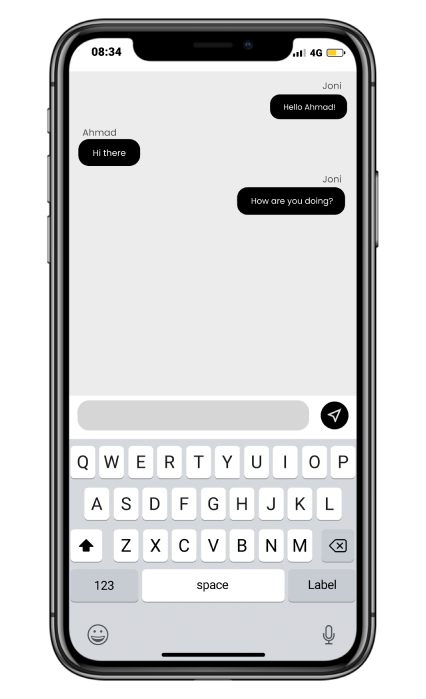 08:34 4G
Joni
Hello Ahmad!
Ahmad
Hi there
Joni
How are you doing?
Q W E R T Y U I O P
A S D F G H J K L
Z X C V B N M
123 space Label